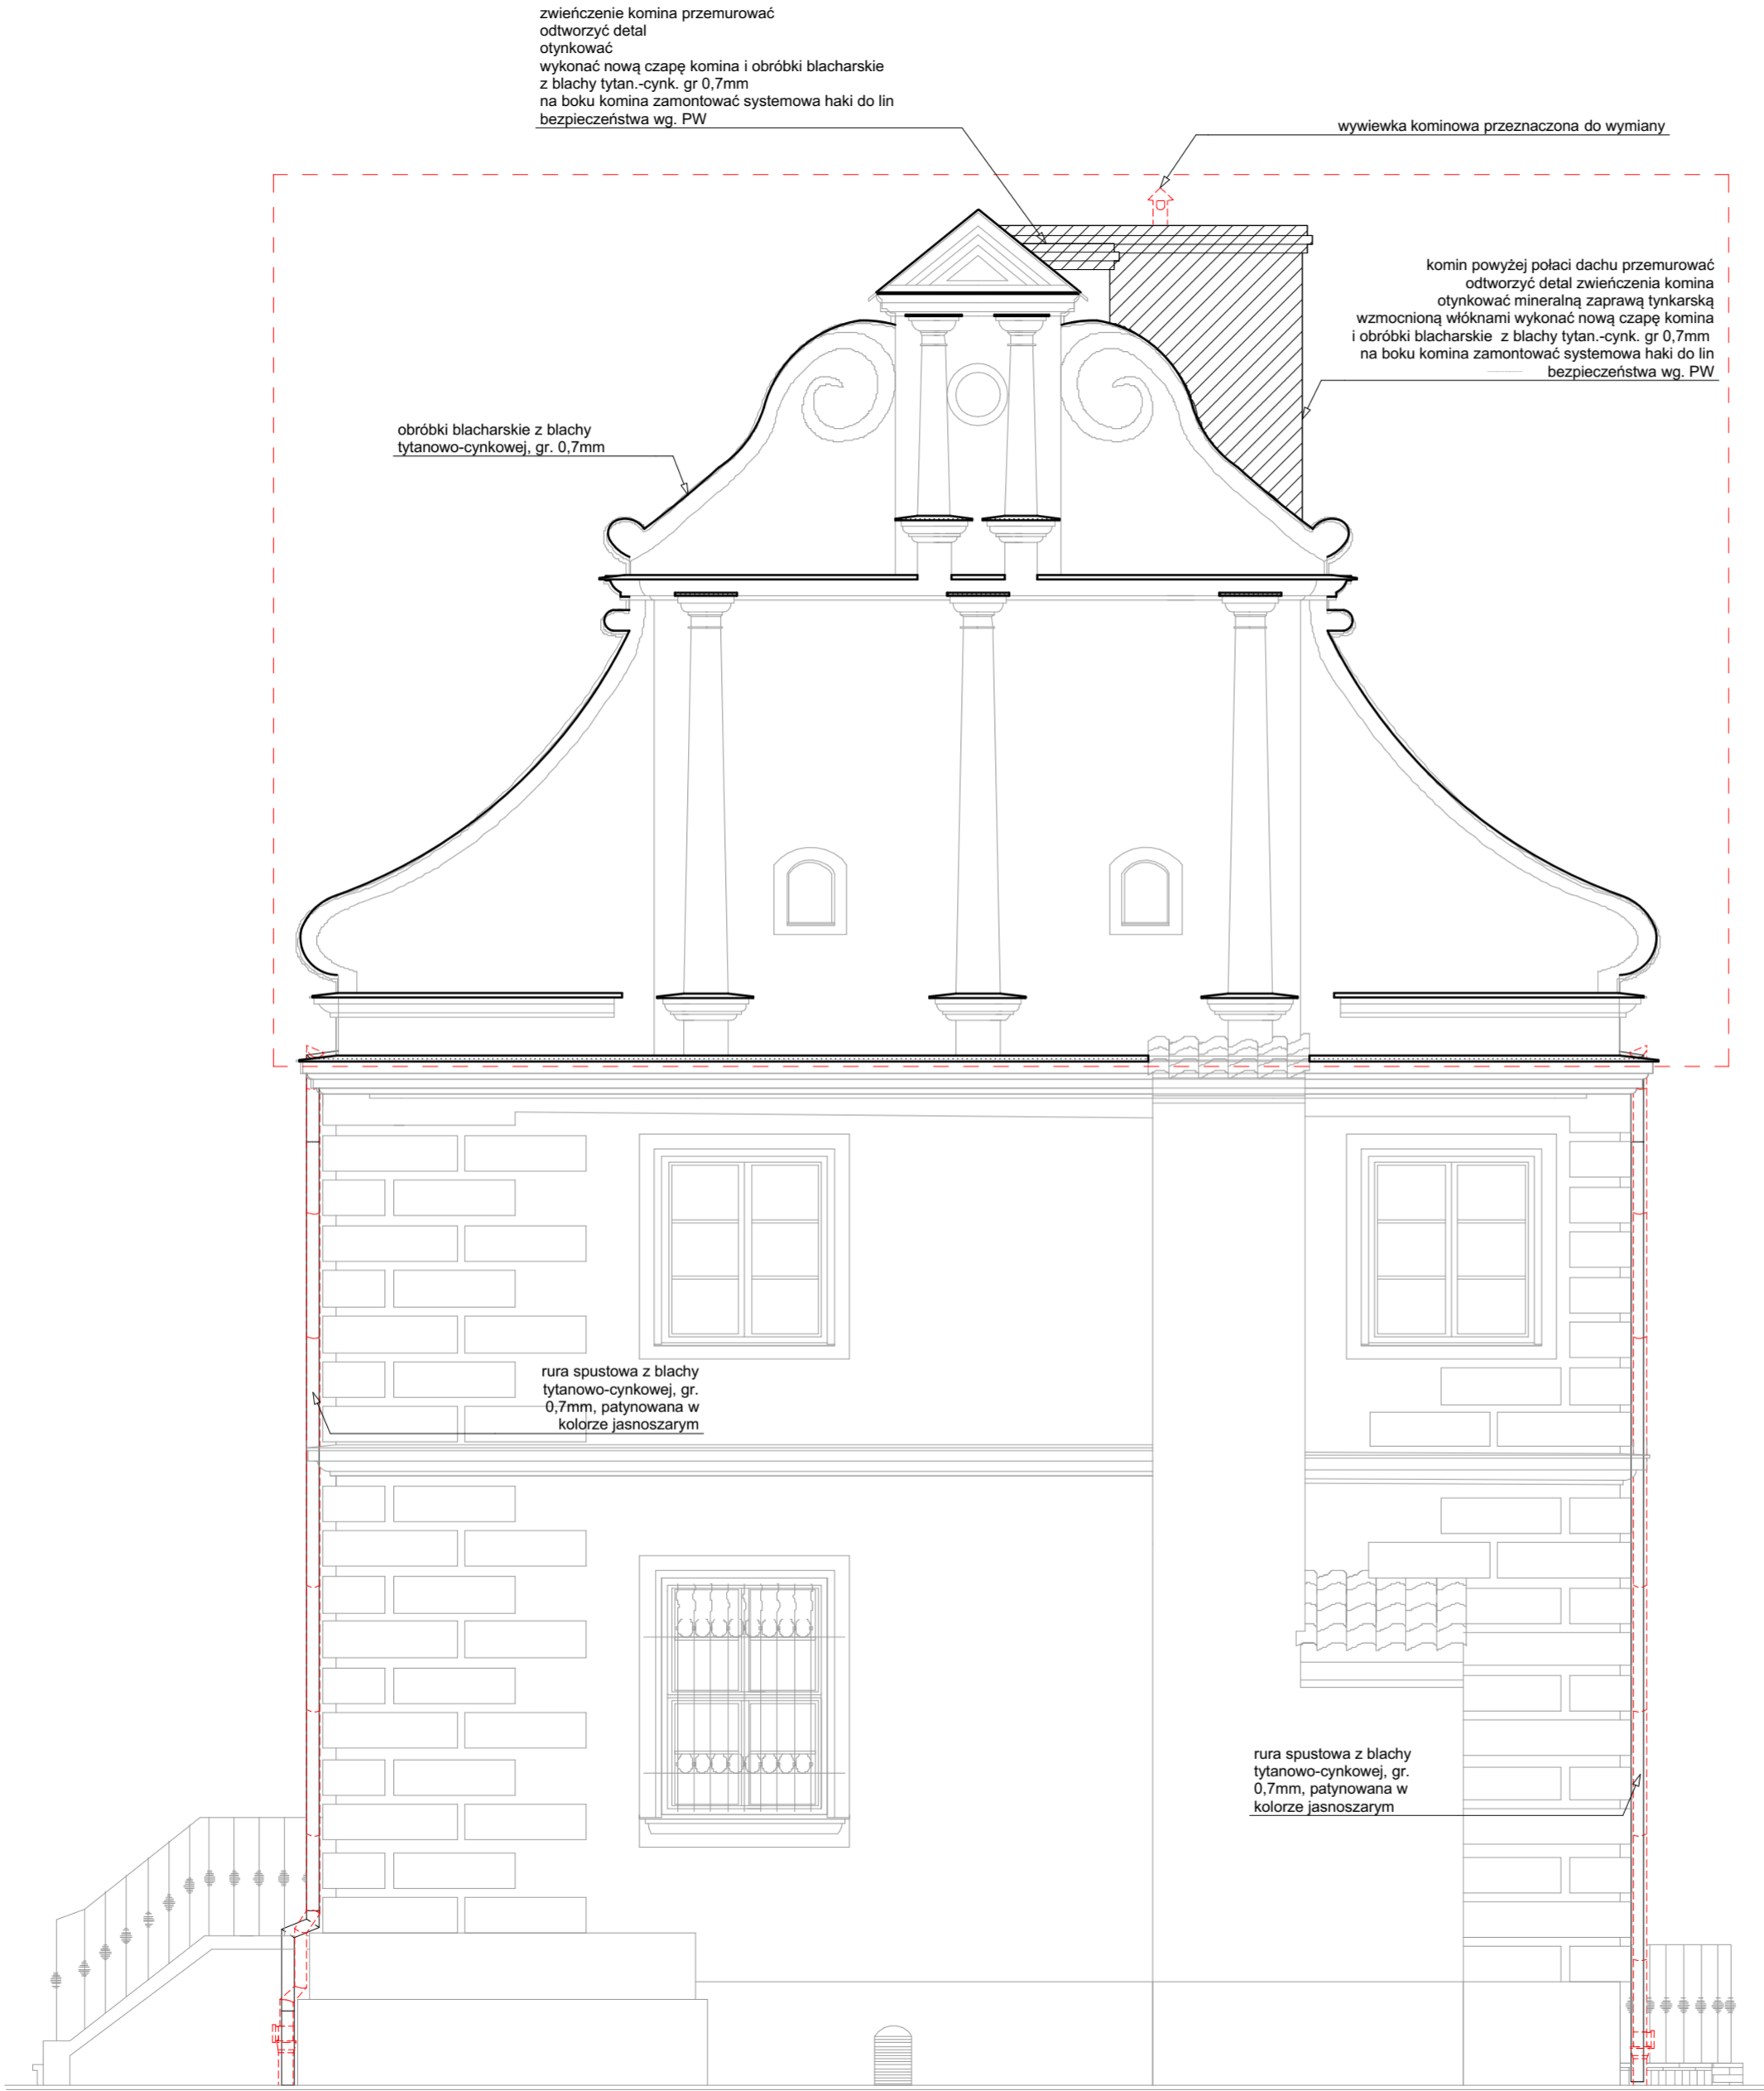 zwieńczenie komina przemurować
odtworzyć detal
otynkować
wykonać nową czapę komina i obróbki blacharskie
z blachy tytan.-cynk. gr 0,7mm
na boku komina zamontować systemowa haki do lin
bezpieczeństwa wg. PW
wywiewka kominowa przeznaczona do wymiany
komin powyżej połaci dachu przemurować
odtworzyć detal zwieńczenia komina
otynkować mineralną zaprawą tynkarską
wzmocnioną włóknami wykonać nową czapę komina
i obróbki blacharskie z blachy tytan.-cynk. gr 0,7mm
na boku komina zamontować systemowa haki do lin
bezpieczeństwa wg. PW
obróbki blacharskie z blachy
tytanowo-cynkowej, gr. 0,7mm
rura spustowa z blachy
tytanowo-cynkowej, gr.
0,7mm, patynowana w
kolorze jasnoszarym
rura spustowa z blachy
tytanowo-cynkowej, gr.
0,7mm, patynowana w
kolorze jasnoszarym